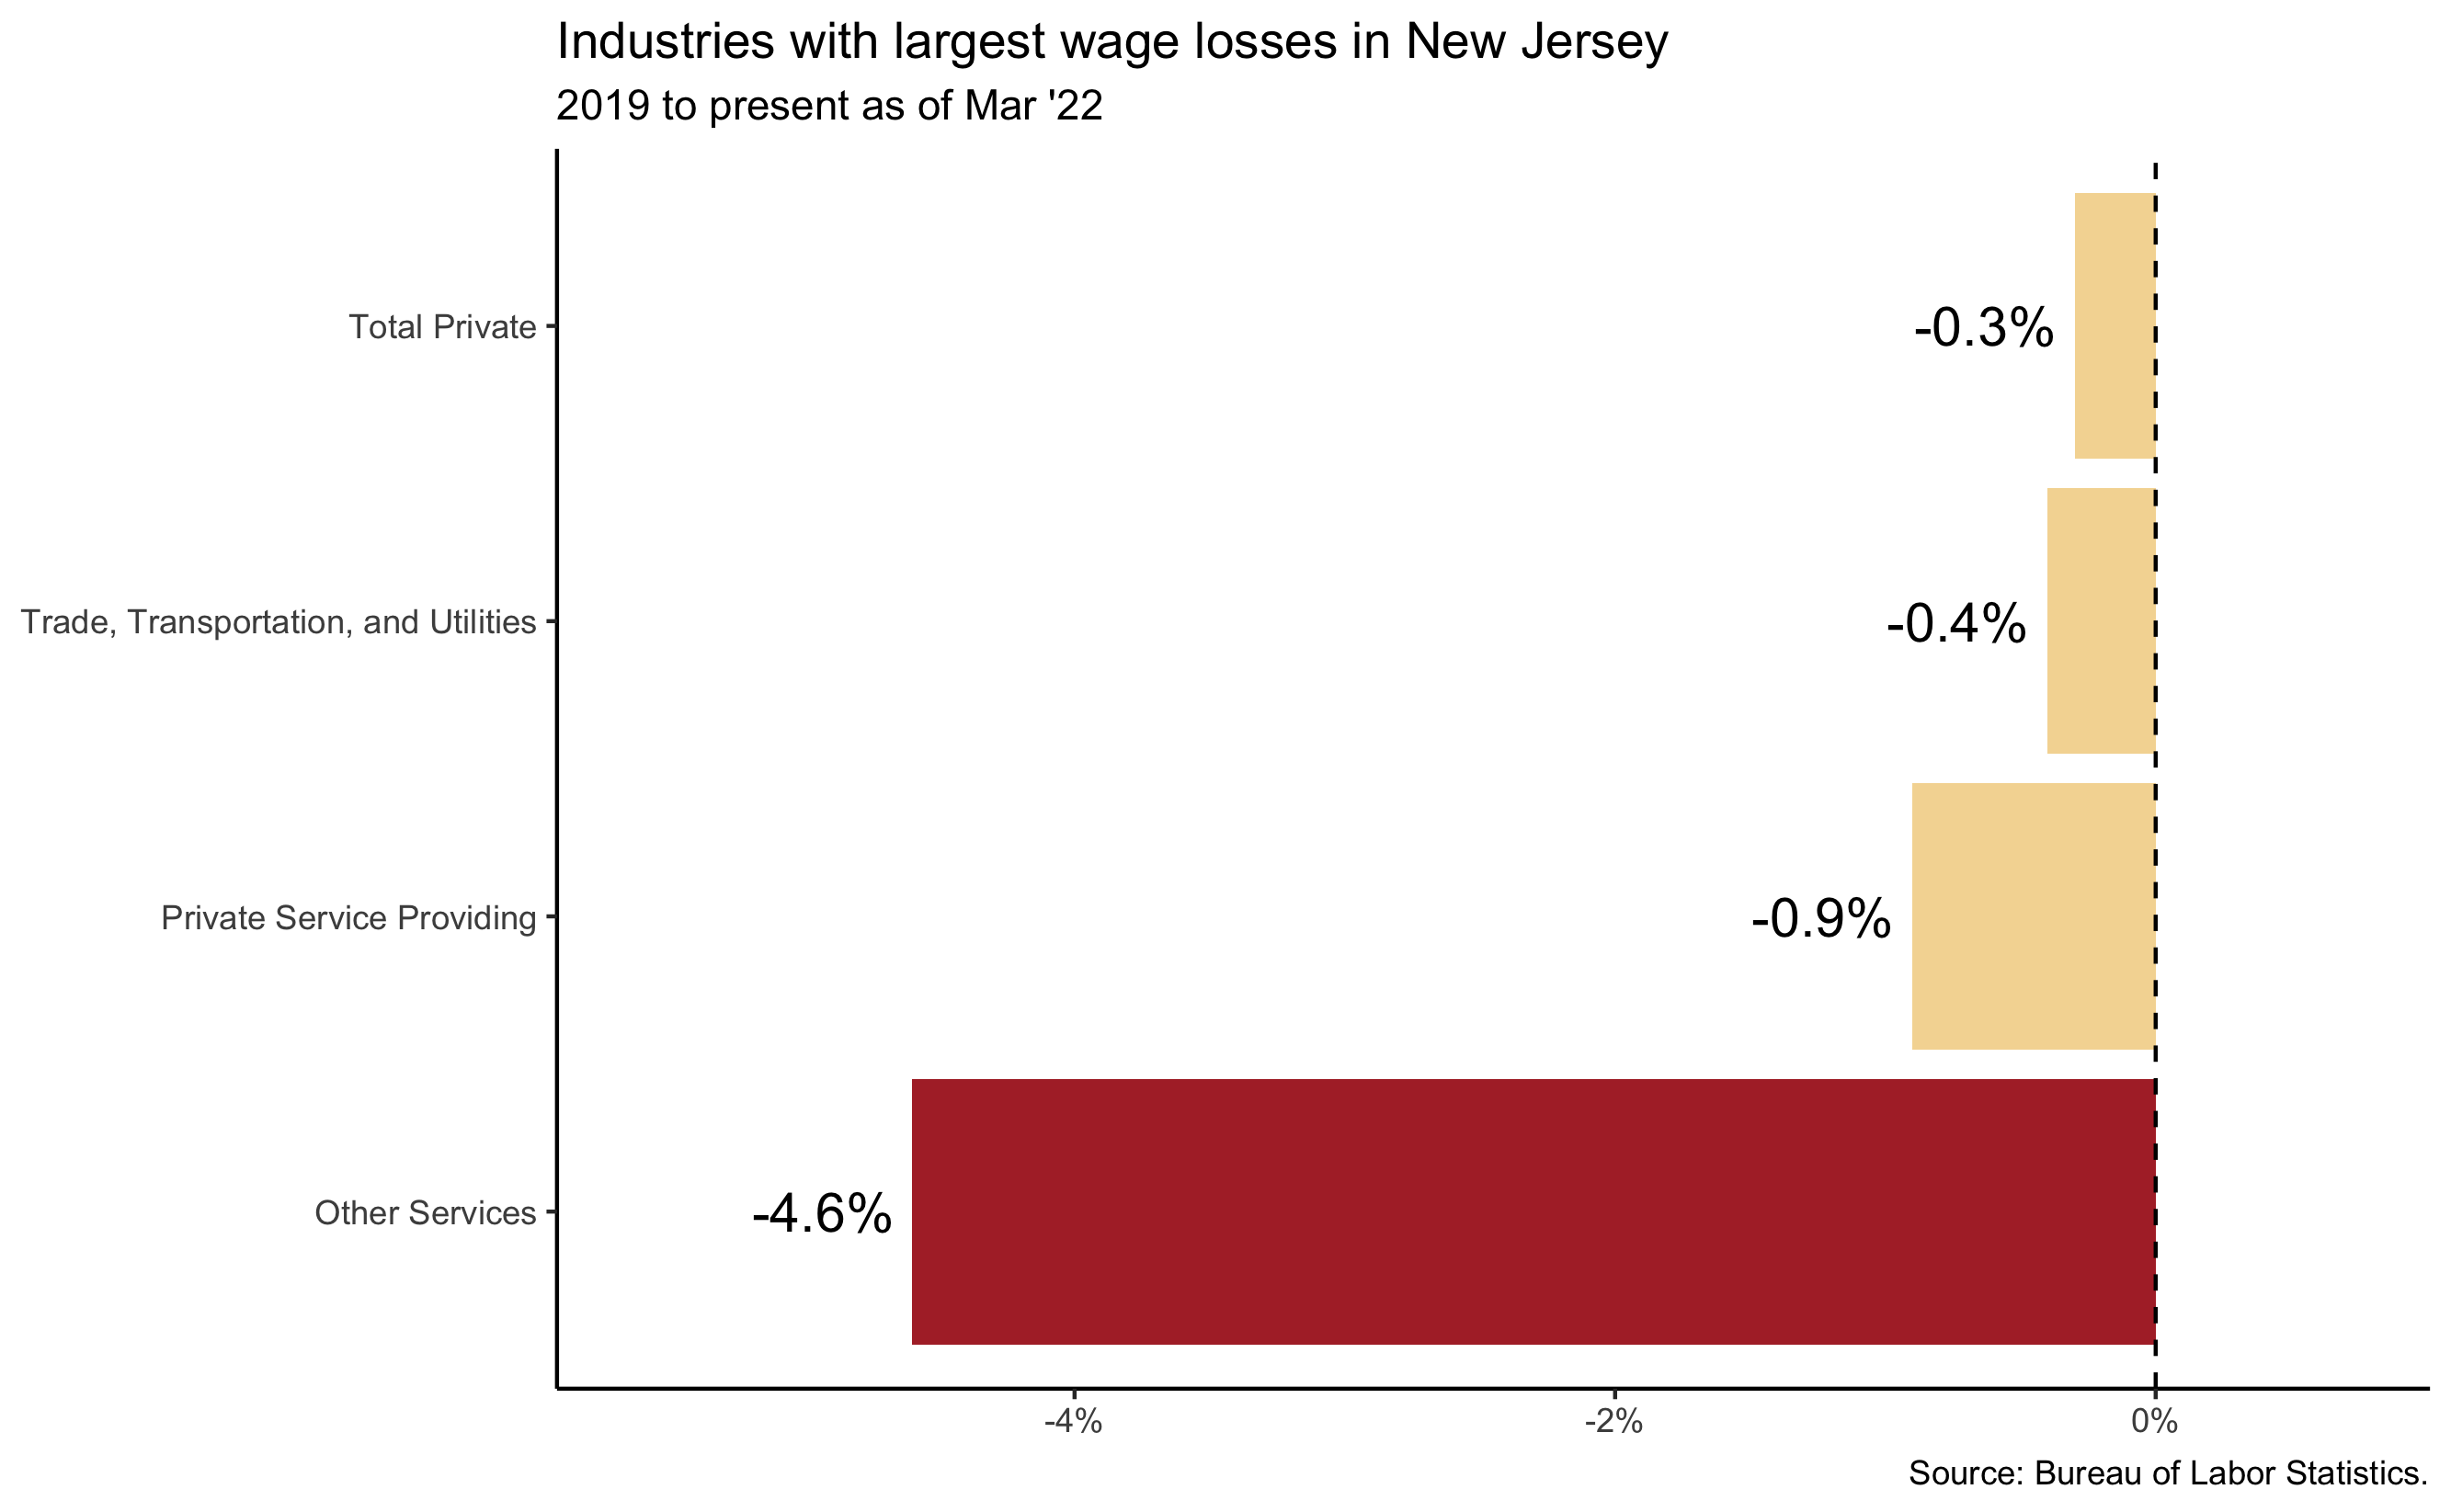 Industries with largest wage losses in New Jersey
2019 to present as of Mar '22
Total Private
-0.3%
Trade, Transportation, and Utilities
-0.4%
Private Service Providing
-0.9%
Other Services
-4.6%
-4%
-2%
0%
Source: Bureau of Labor Statistics.